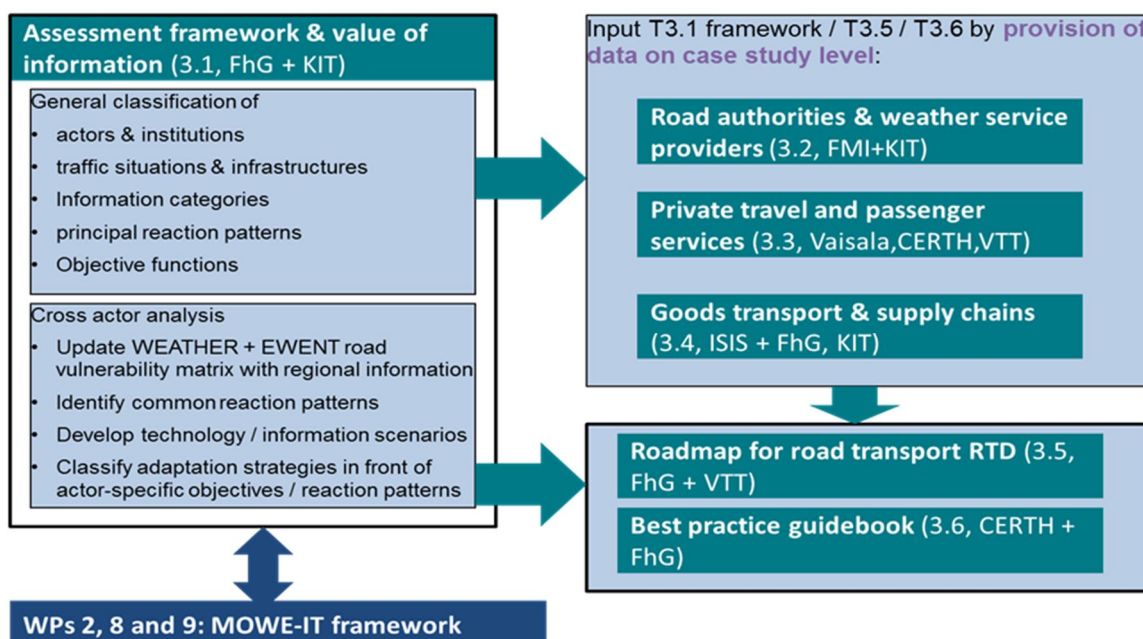 Assessment framework & value of
information (3.1, FhG + KIT)
General classification of
• actors & institutions
• traffic situations & infrastructures
• Information categories
• principal reaction patterns
• Objective functions
Cross actor analysis
• Update WEATHER + EWENT road
vulnerability matrix with regional information
• Identify common reaction patterns
• Develop technology / information scenarios
• Classify adaptation strategies in front of
actor-specific objectives / reaction patterns
WPs 2, 8 and 9: MOWE-IT framework
Input T3.1 framework / T3.5 / T3.6 by provision of
data on case study level:
Road authorities & weather service
providers (3.2, FMI+KIT)
Private travel and passenger
services (3.3, Vaisala,CERTH,VTT)
Goods transport & supply chains
(3.4, ISIS + FhG, KIT)
Roadmap for road transport RTD (3.5,
FhG + VTT)
Best practice guidebook (3.6, CERTH +
FhG)